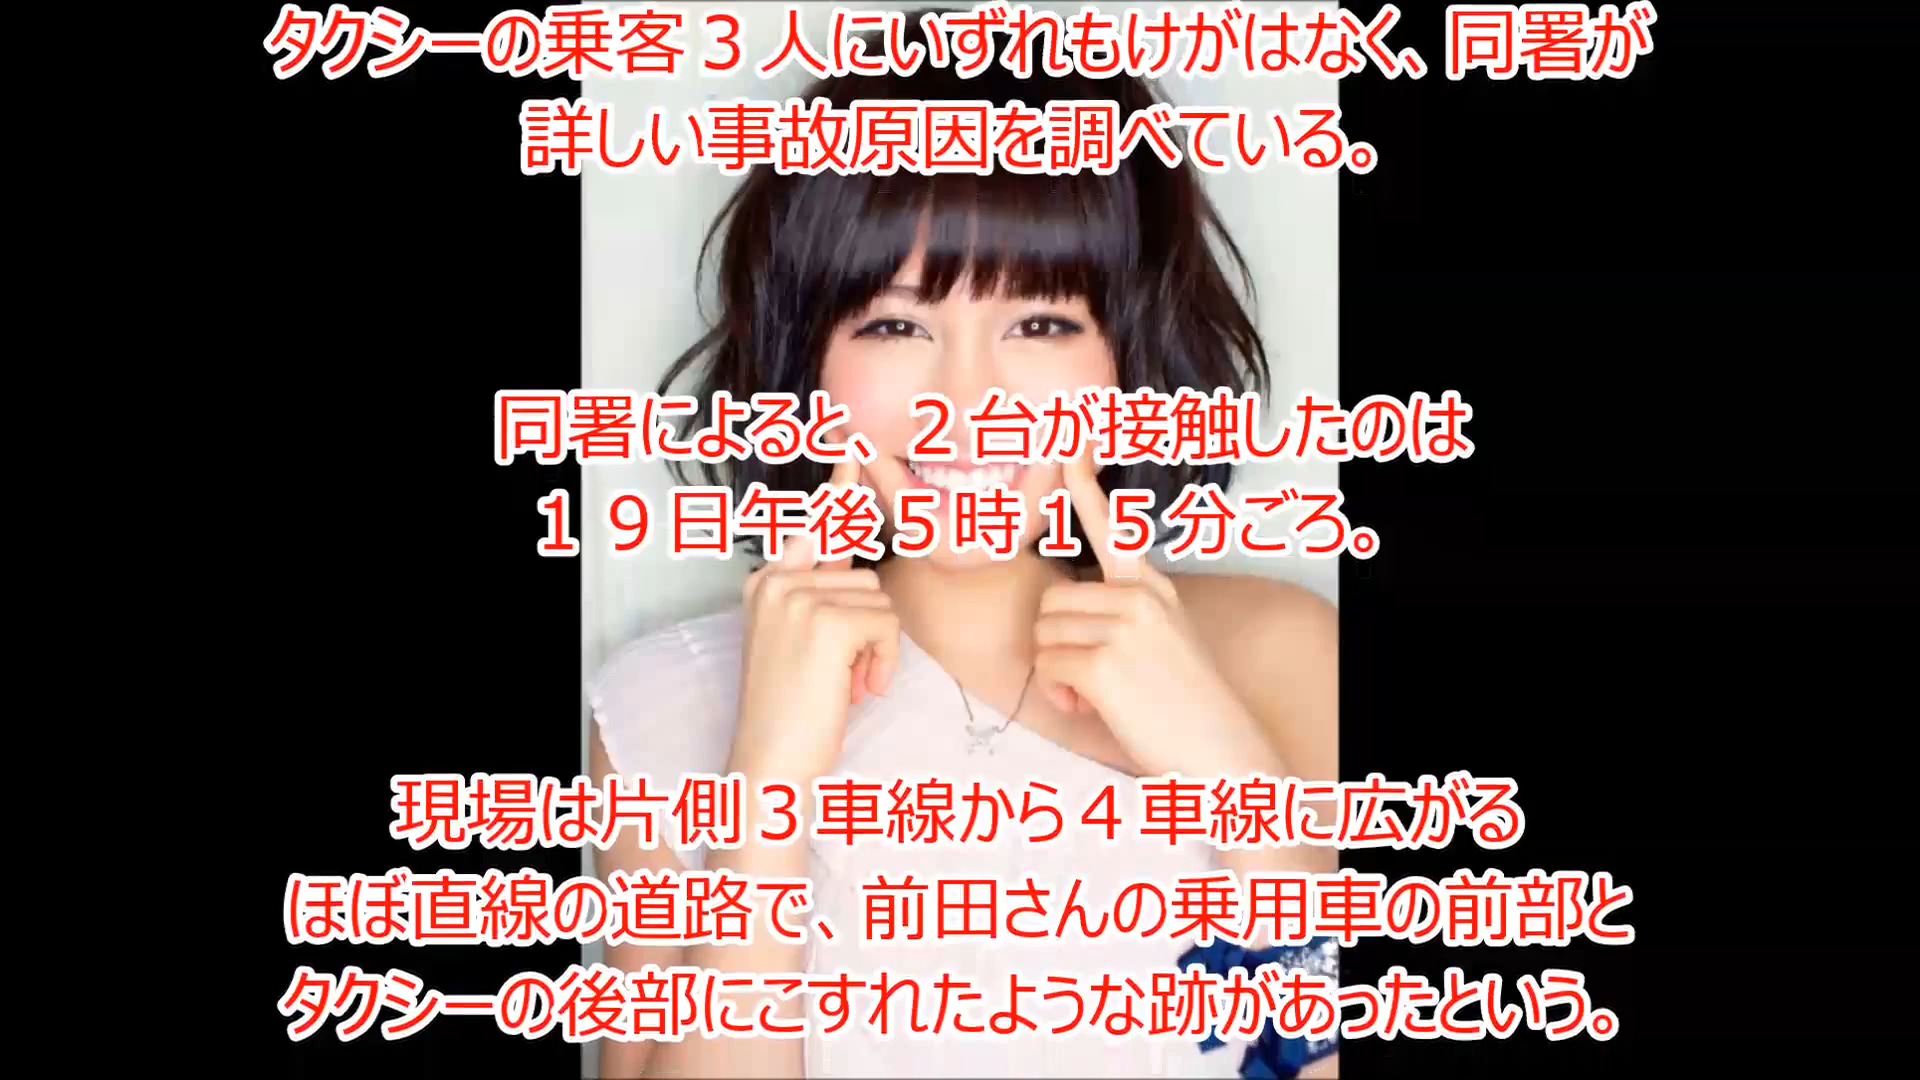 タクシーの乗客３人にいずれもけがはなく、同署が
詳しい事故原因を調べている。
同署によると、２台が接触したのは
１９日午後５時１５分ごろ。
現場は片側３車線から４車線に広がる
ほぼ直線の道路で、前田さんの乗用車の前部と
タクシーの後部にこすれたような跡があったという。